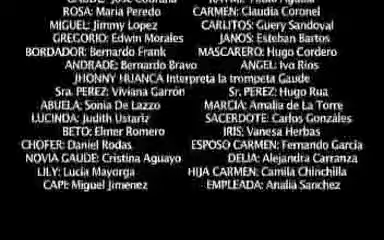 ROSA: María Peredo CARMEN: Claudia Coronel
MIGUEL: Jimmy Lopez CARLITOS: Guery Sandoval
GREGORIO: Edwin Morales JANOS: Esteban Bartos
BORDADOR: Bernardo Frank MASCARERO: Hugo Cordero
ANDRADE: Bernardo Bravo ANGEL: Iva Rios
JHONNY HUANCA Interpreta la trompeta Gaude
Sra. PEREZ: Viviana Garrón Sr. PEREZ: Hugo Rua
ABUELA: Sonia De Lazzo MARCIA: Amalia de La Torre
LUCINDA: Judith Ustariz SACERDOTE: Carlos Gonzáles
BETO: Elmer Romero IRIS: Vanesa Herbas
CHOFER: Daniel Rodas ESPOSO CARMEN: Fernando García
NOVIA GAUDE: Cristina Aguayo DELIA: Alejandra Carranza
LILY: Lucía Mayorga HIJA CARMEN: Camila Chinchilla
CAPI: Miguel Jimenez EMPLEADA: Analía Sanchez